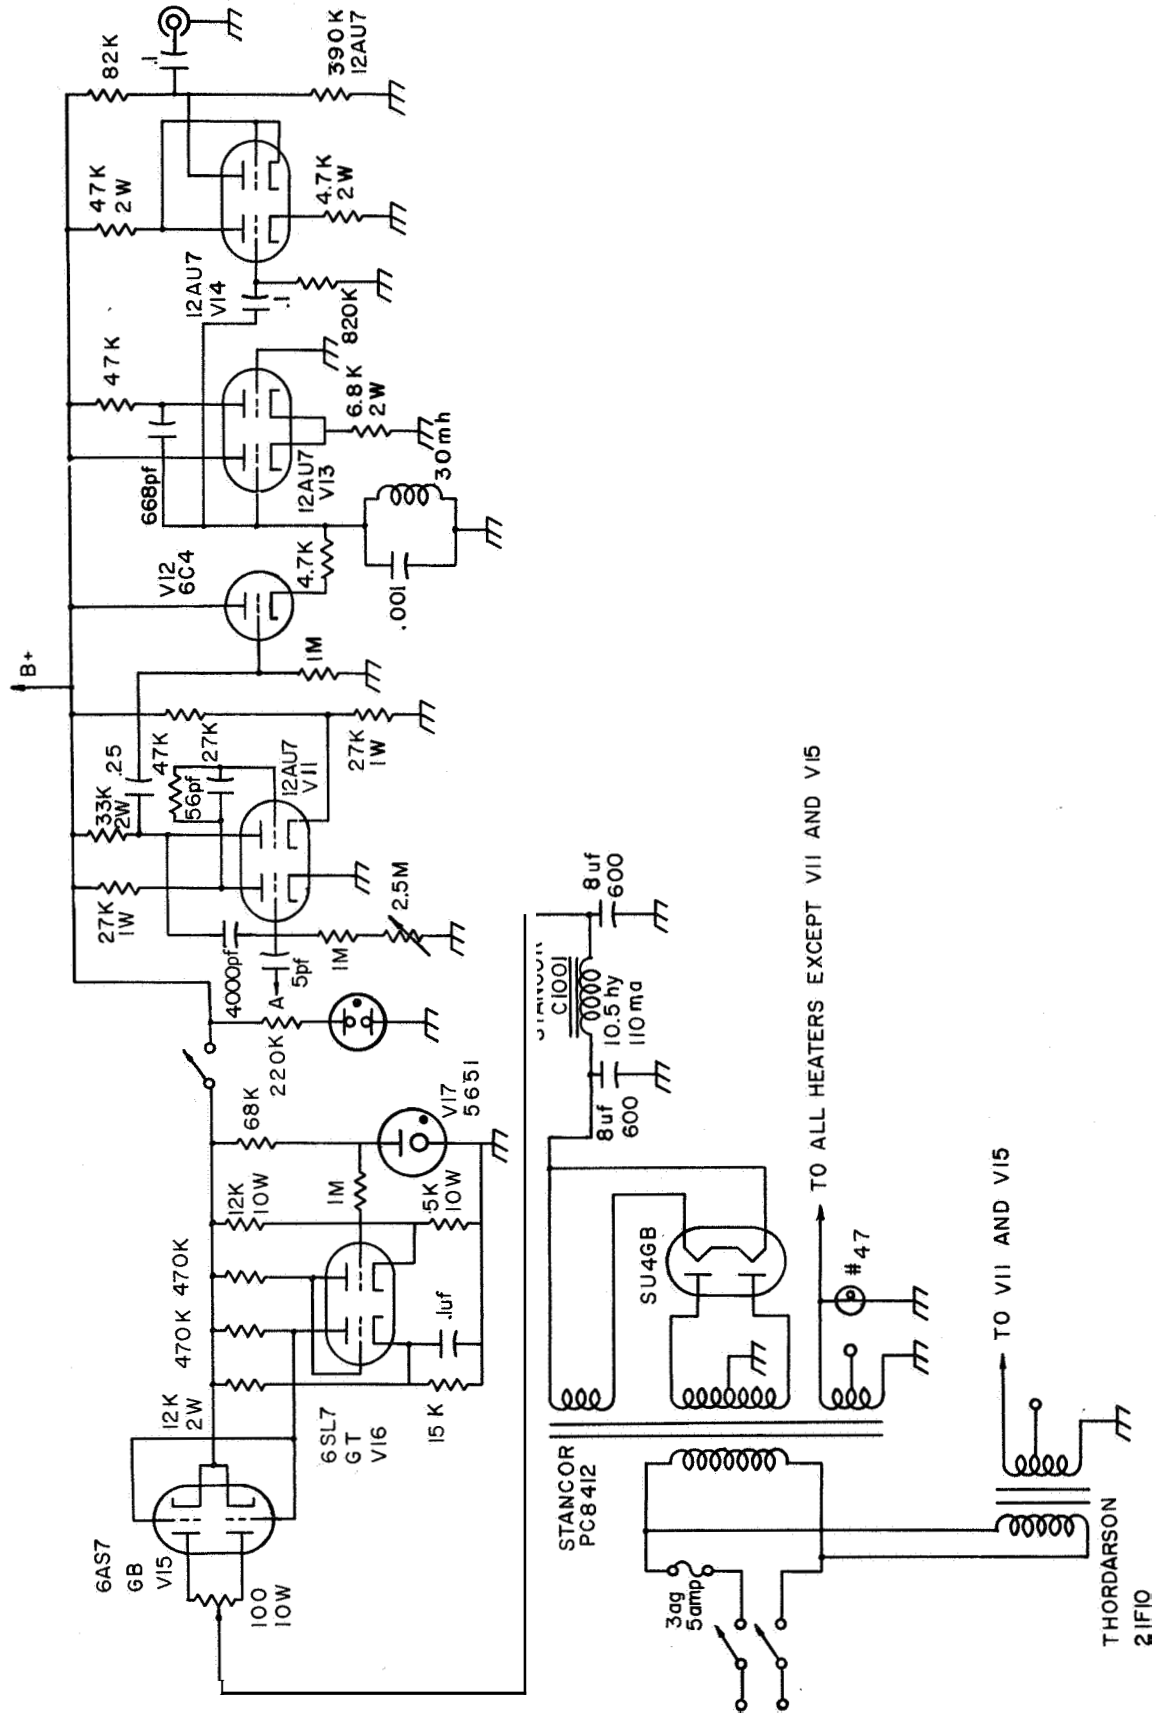 6AS7
GB
V15
100
10W
12K
2W
470K
470K
12K
10W
68K
6SL7
GT
V16
15K
.1uf
5K
10W
1M
V17
5651
220K
A
4000pf
5pf
1M
2.5M
27K
1W
33K
2W
.25
56pf
47K
27K
12AU7
V11
27K
1W
B+
1M
V12
6C4
4.7K
.001
30mh
668pf
47K
12AU7
V13
6.8K
2W
820K
.1
12AU7
V14
47K
2W
4.7K
2W
82K
.1
390K
12AU7
STANCOR
PC8412
3ag
5amp
SU4GB
8uf
600
C1001
10.5hy
110ma
8uf
600
TO ALL HEATERS EXCEPT V11 AND V15
#47
TO V11 AND V15
THORDARSON
21F10